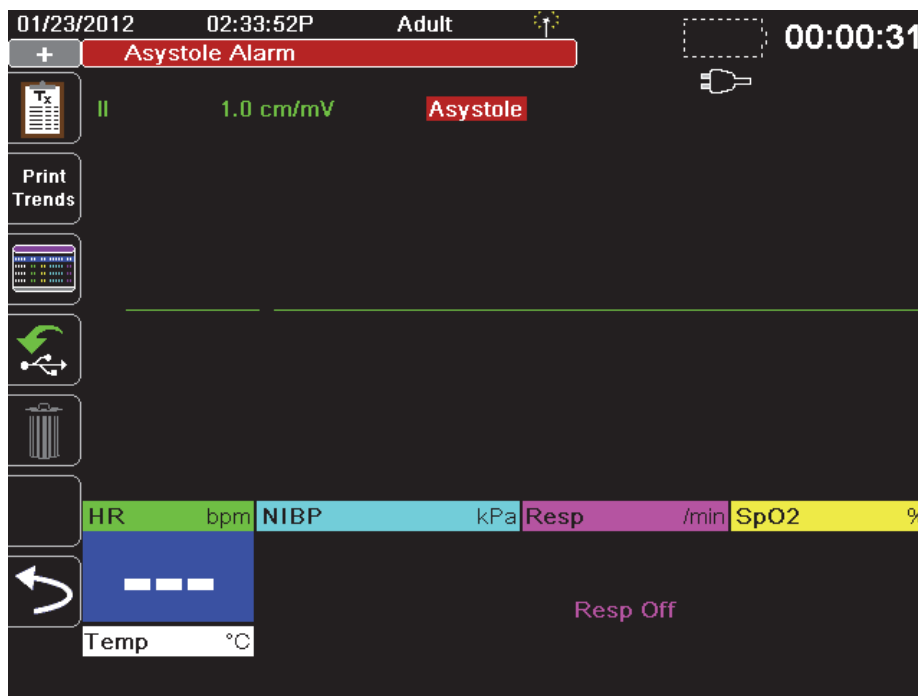 01/23/2012 02:33:52P Adult 00:00:31
+ Asystole Alarm
Tx
II 1.0 cm/mV Asystole
Print
Trends
HR bpm NIBP kPa Resp /min SpO2 %
---
Resp Off
Temp °C